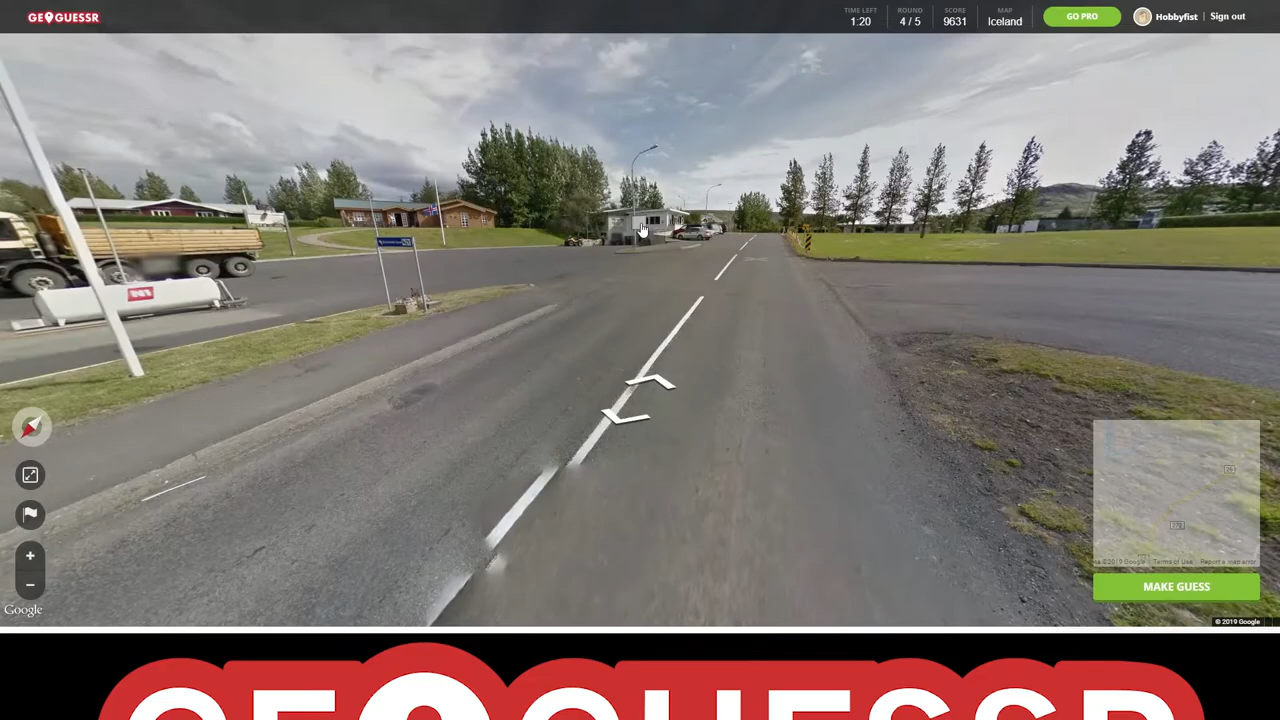 GEOGUESSR
TIME LEFT
1:20
ROUND
4 / 5
SCORE
9631
MAP
Iceland
GO PRO
Hobbyfist | Sign out
MAKE GUESS
Google
© 2019 Google
GEOGUESSR